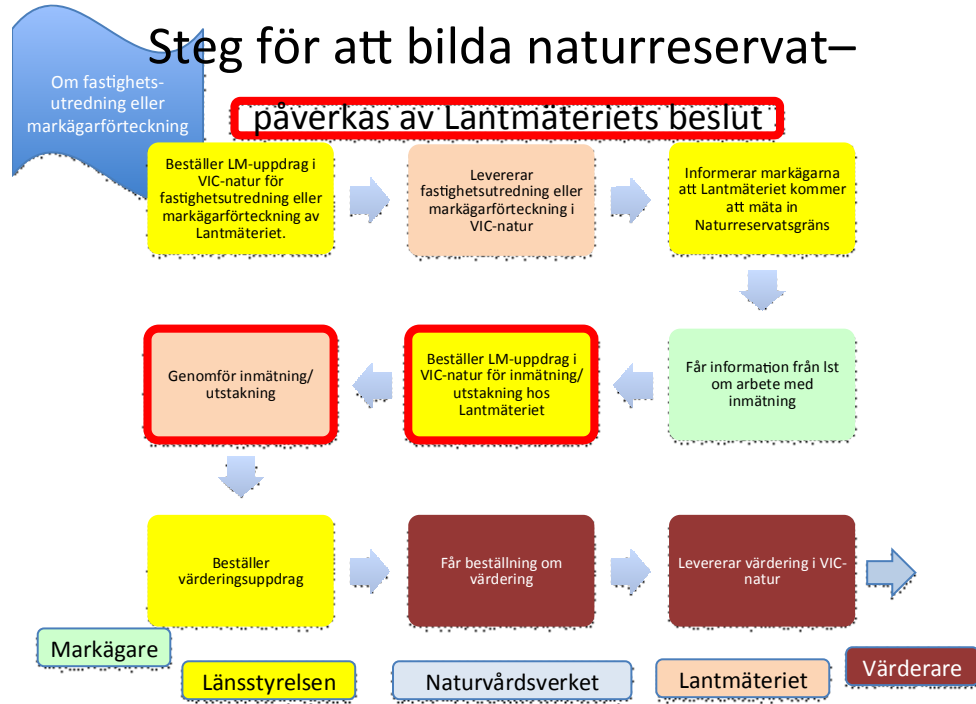 Steg för att bilda naturreservat–
Om fastighets-
utredning eller
markägarförteckning
påverkas av Lantmäteriets beslut
Beställer LM-uppdrag i
VIC-natur för
fastighetsutredning eller
markägarförteckning av
Lantmäteriet.
Levererar
fastighetsutredning eller
markägarförteckning i
VIC-natur
Informerar markägarna
att Lantmäteriet kommer
att mäta in
Naturreservatsgräns
Genomför inmätning/
utstakning
Beställer LM-uppdrag i
VIC-natur för inmätning/
utstakning hos
Lantmäteriet
Får information från lst
om arbete med
inmätning
Beställer
värderingsuppdrag
Får beställning om
värdering
Levererar värdering i VIC-
natur
Markägare
Länsstyrelsen
Naturvårdsverket
Lantmäteriet
Värderare